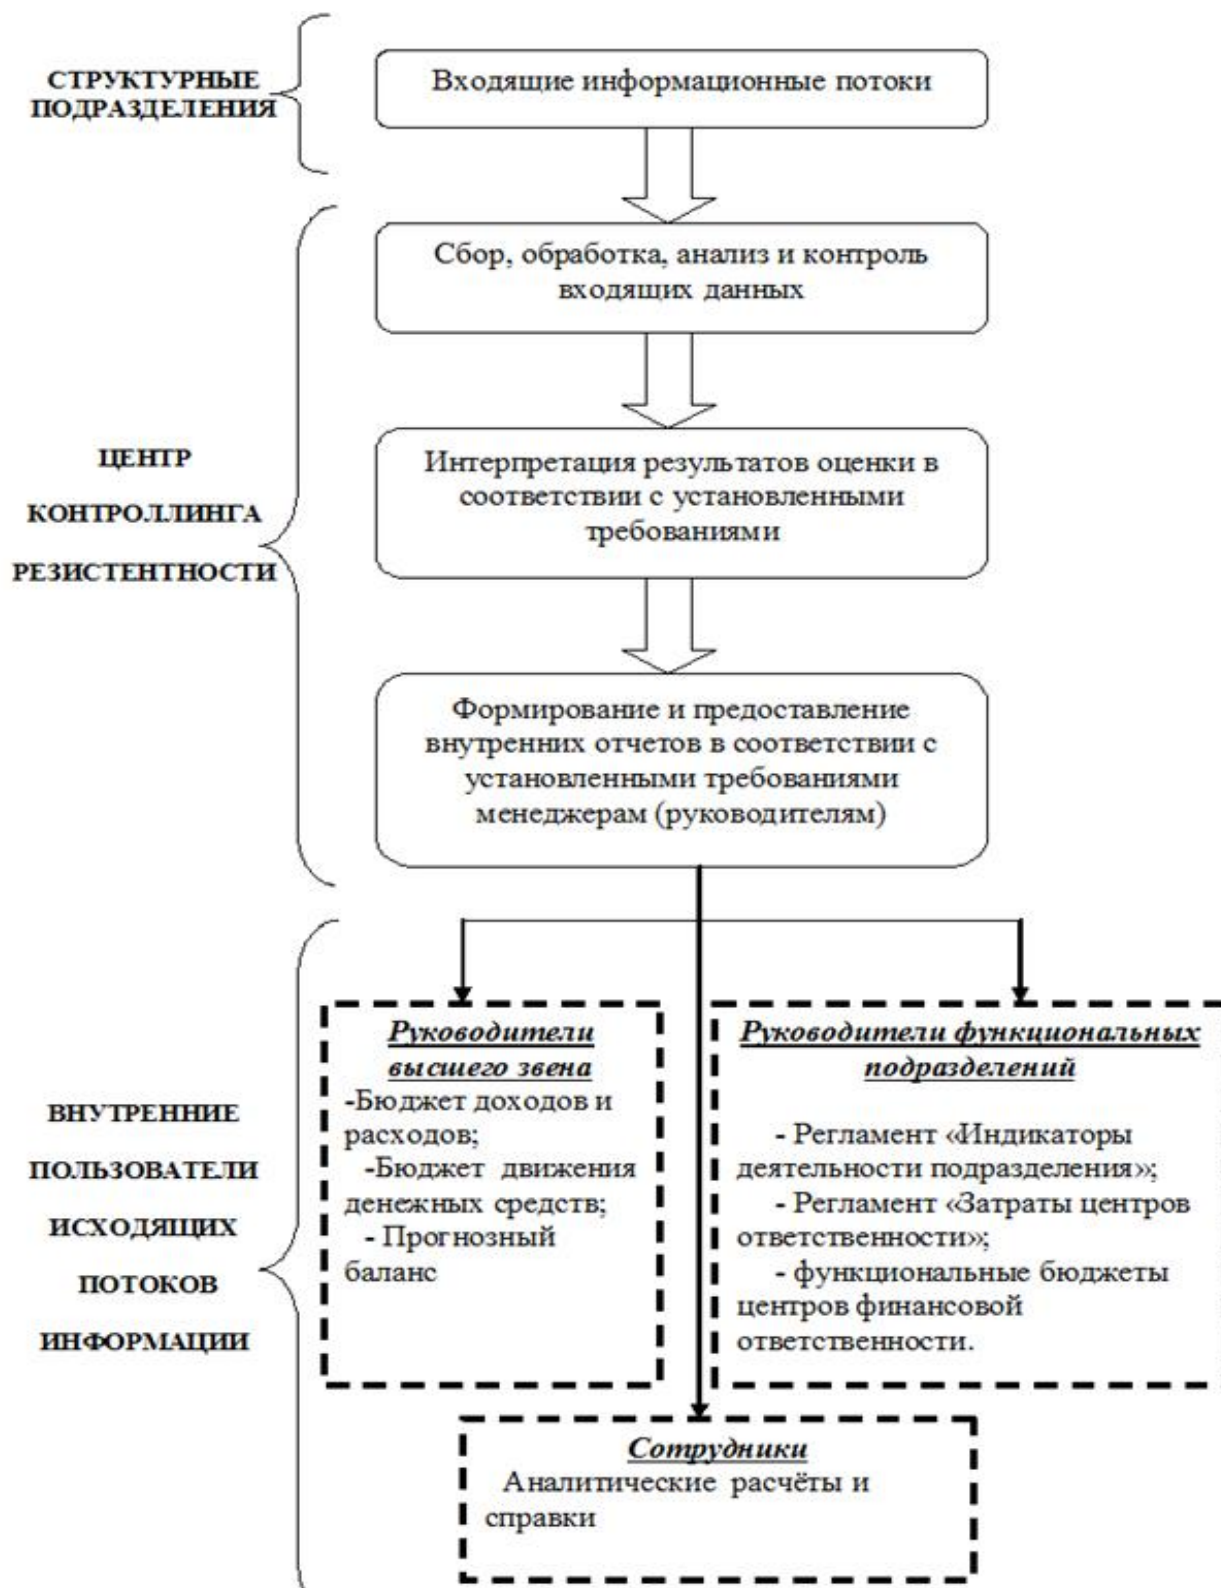 СТРУКТУРНЫЕ
ПОДРАЗДЕЛЕНИЯ
Входящие информационные потоки
Сбор, обработка, анализ и контроль
входящих данных
ЦЕНТР
КОНТРОЛЛИНГА
РЕЗИСТЕНТНОСТИ
Интерпретация результатов оценки в
соответствии с установленными
требованиями
Формирование и предоставление
внутренних отчетов в соответствии с
установленными требованиями
менеджерам (руководителям)
ВНУТРЕННИЕ
ПОЛЬЗОВАТЕЛИ
ИСХОДЯЩИХ
ПОТОКОВ
ИНФОРМАЦИИ
Руководители
высшего звена
-Бюджет доходов и
расходов;
-Бюджет движения
денежных средств;
- Прогнозный
баланс
Руководители функциональных
подразделений
- Регламент «Индикаторы
деятельности подразделения»;
- Регламент «Затраты центров
ответственности»;
- функциональные бюджеты
центров финансовой
ответственности.
Сотрудники
Аналитические расчёты и
справки